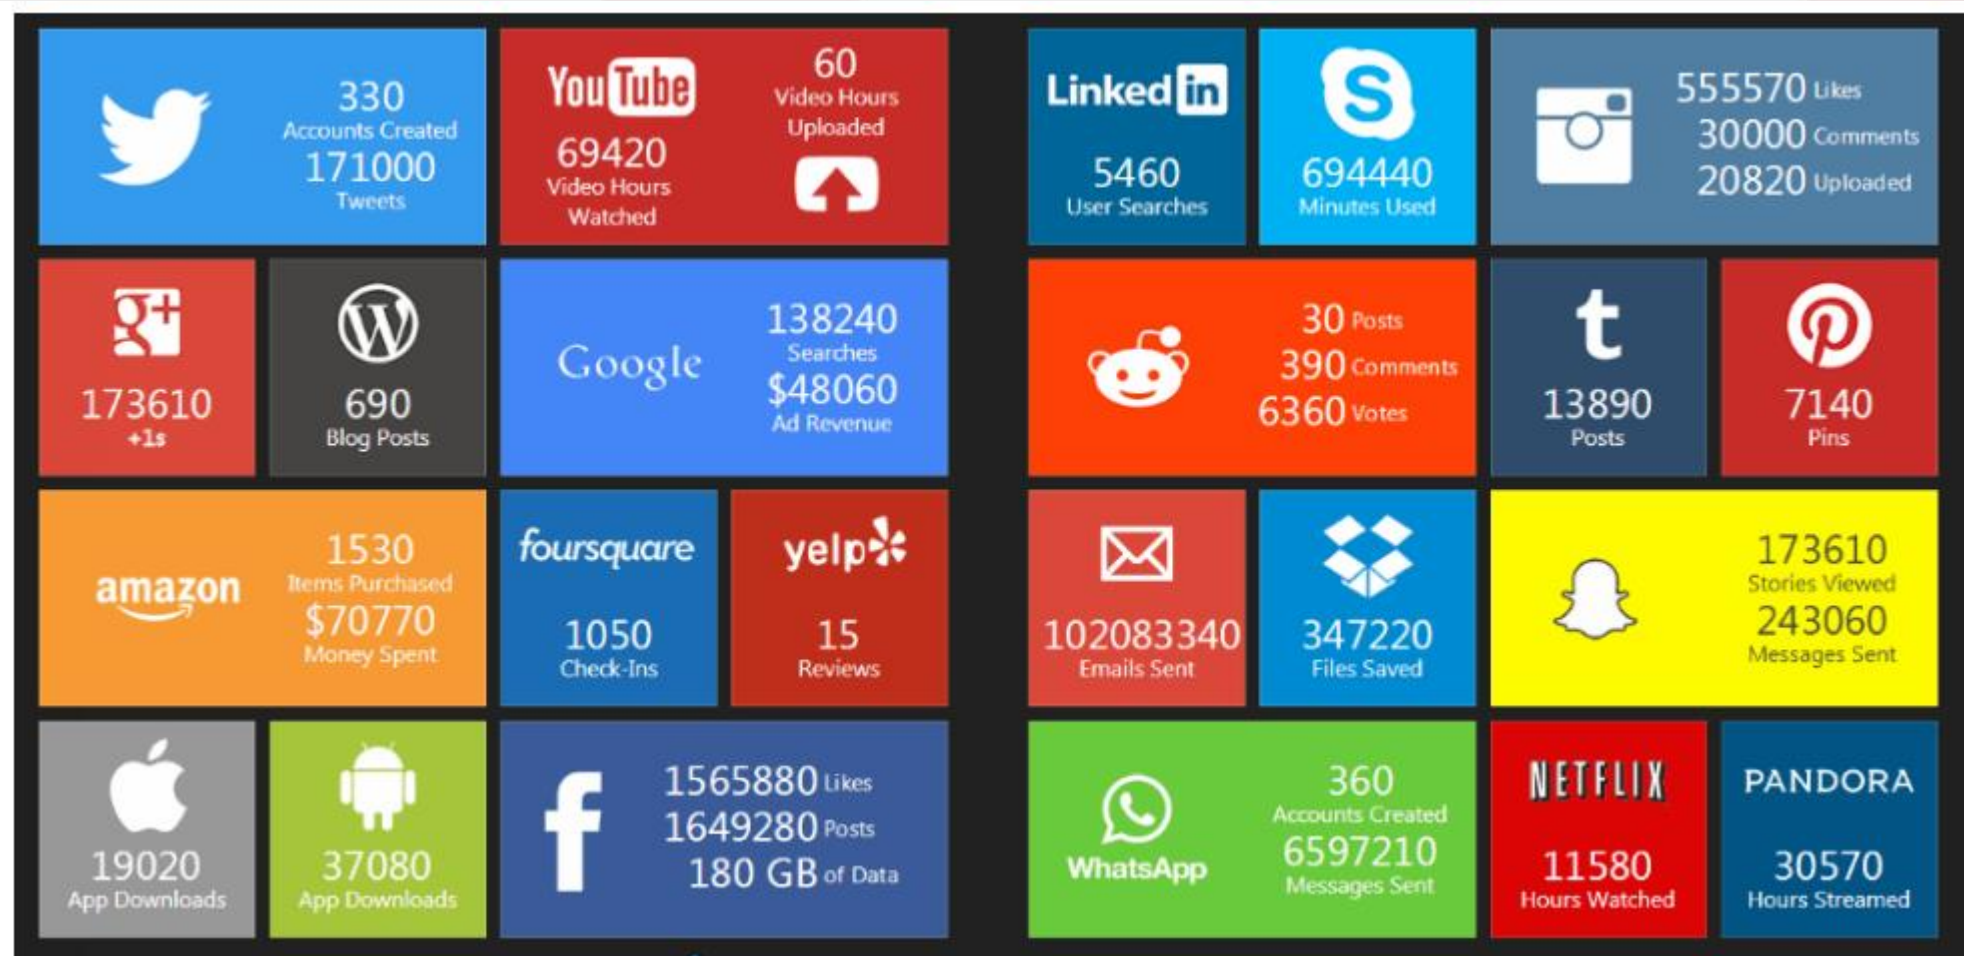 330
Accounts Created
171000
Tweets
YouTube
69420
Video Hours
Watched
60
Video Hours
Uploaded
Linked in
5460
User Searches
S
694440
Minutes Used
555570 Likes
30000 Comments
20820 Uploaded
g+
173610
+1s
W
690
Blog Posts
Google
138240
Searches
$48060
Ad Revenue
30 Posts
390 Comments
6360 Votes
t
13890
Posts
p
7140
Pins
amazon
1530
Items Purchased
$70770
Money Spent
foursquare
1050
Check-Ins
yelp
15
Reviews
102083340
Emails Sent
347220
Files Saved
173610
Stories Viewed
243060
Messages Sent
19020
App Downloads
37080
App Downloads
f
1565880 Likes
1649280 Posts
180 GB of Data
WhatsApp
360
Accounts Created
6597210
Messages Sent
NETFLIX
11580
Hours Watched
PANDORA
30570
Hours Streamed